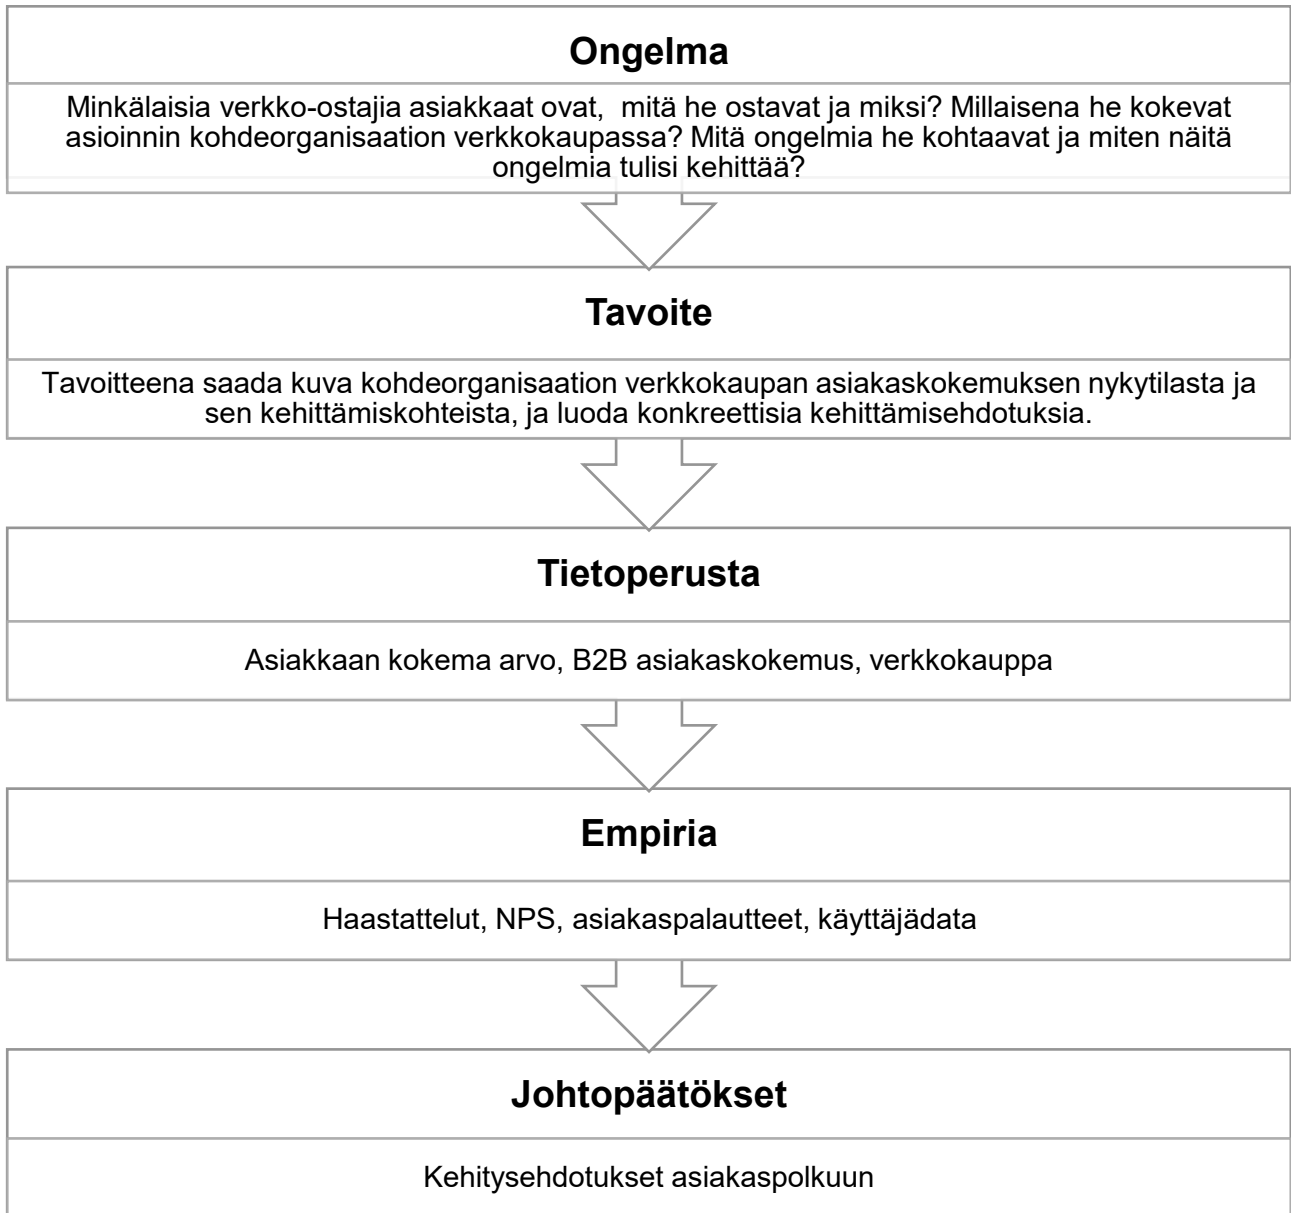 Ongelma
Minkälaisia verkko-ostajia asiakkaat ovat,  mitä he ostavat ja miksi? Millaisena he kokevat
asioinnin kohdeorganisaation verkkokaupassa? Mitä ongelmia he kohtaavat ja miten näitä
ongelmia tulisi kehittää?
Tavoite
Tavoitteena saada kuva kohdeorganisaation verkkokaupan asiakaskokemuksen nykytilasta ja
sen kehittämiskohteista, ja luoda konkreettisia kehittämisehdotuksia.
Tietoperusta
Asiakkaan kokema arvo, B2B asiakaskokemus, verkkokauppa
Empiria
Haastattelut, NPS, asiakaspalautteet, käyttäjädata
Johtopäätökset
Kehitysehdotukset asiakaspolkuun